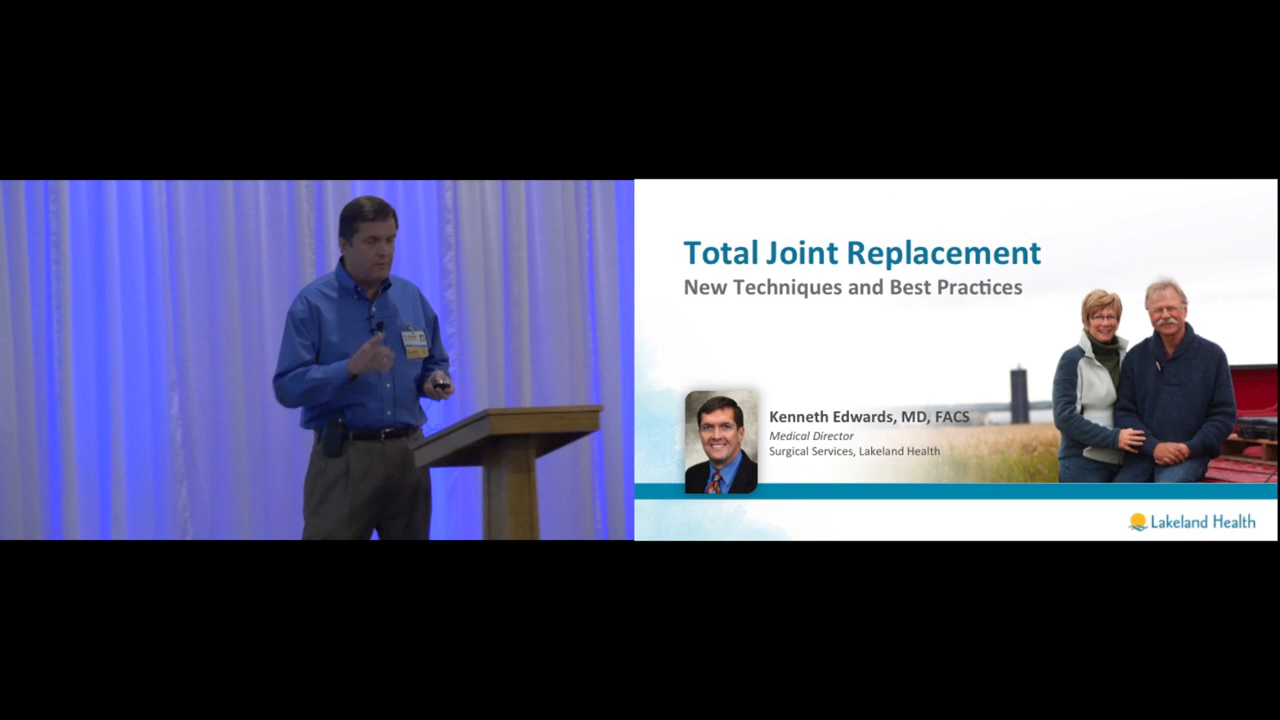 Total Joint Replacement
New Techniques and Best Practices
Kenneth Edwards, MD, FACS
Medical Director
Surgical Services, Lakeland Health
Lakeland Health